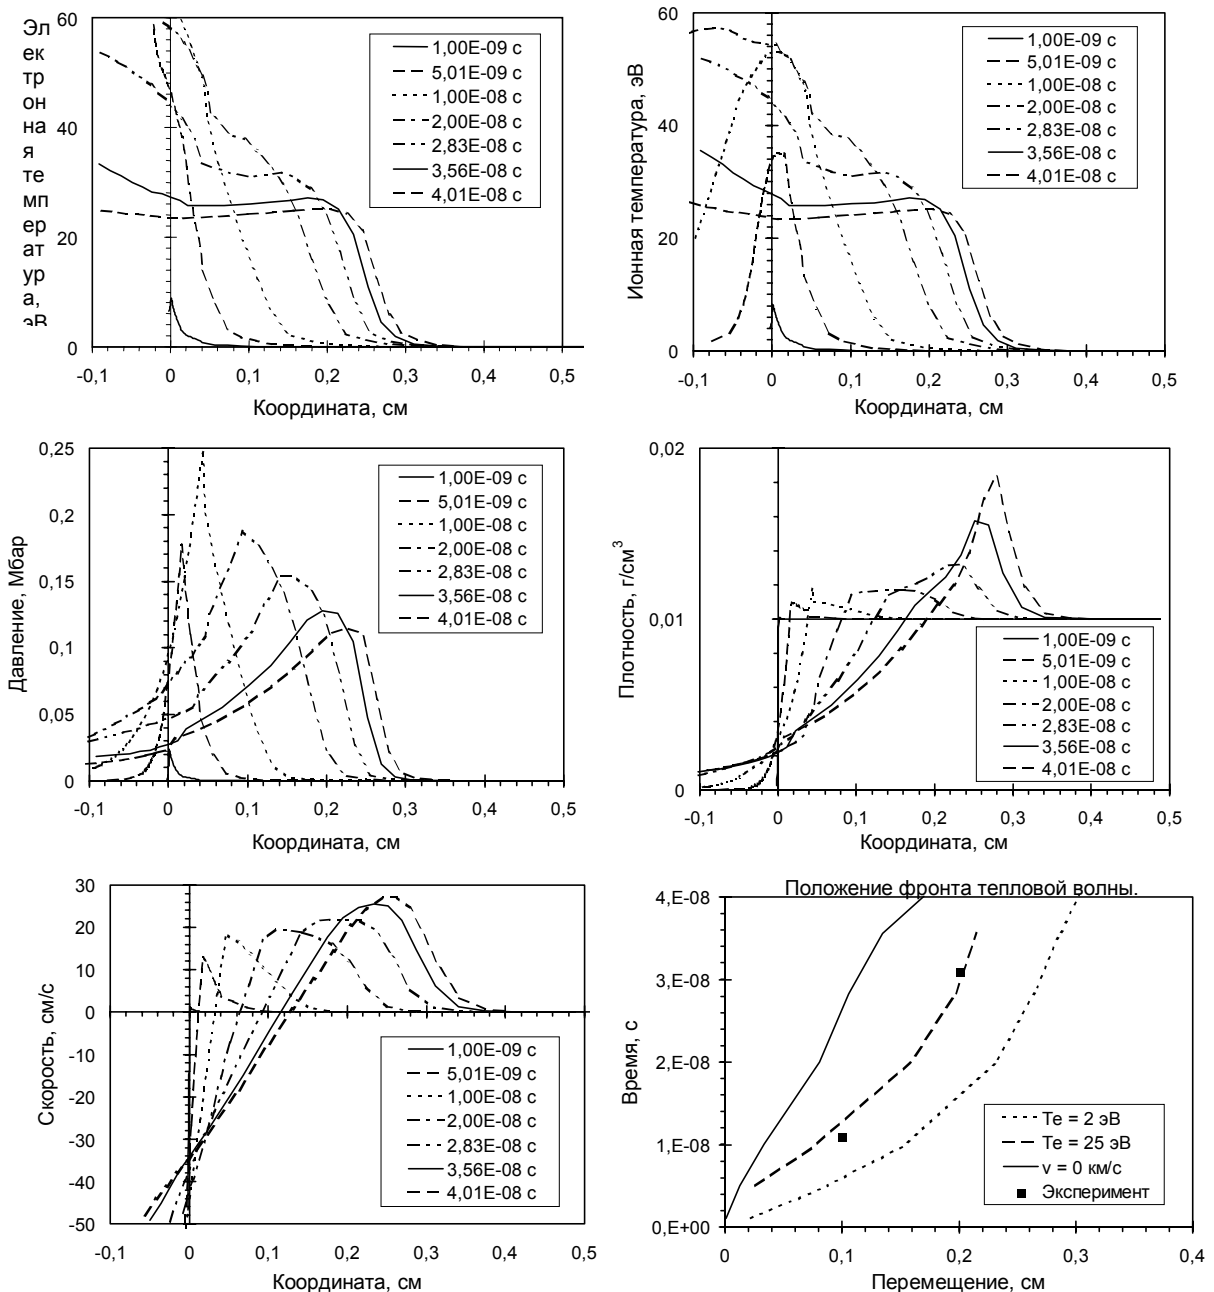 Эл
ек
тр
он
на
я
те
мп
ер
ат
ур
а,
эВ
60
40
20
0
-0,1 0 0,1 0,2 0,3 0,4 0,5
Координата, см
1,00E-09 с
5,01E-09 с
1,00E-08 с
2,00E-08 с
2,83E-08 с
3,56E-08 с
4,01E-08 с
Ионная температура, эВ
60
50
40
30
20
10
0
-0,1 0 0,1 0,2 0,3 0,4 0,5
Координата, см
1,00E-09 с
5,01E-09 с
1,00E-08 с
2,00E-08 с
2,83E-08 с
3,56E-08 с
4,01E-08 с
Давление, Мбар
0,25
0,2
0,15
0,1
0,05
0
-0,1 0 0,1 0,2 0,3 0,4 0,5
Координата, см
1,00E-09 с
5,01E-09 с
1,00E-08 с
2,00E-08 с
2,83E-08 с
3,56E-08 с
4,01E-08 с
Плотность, г/см³
0,02
0,01
0
-0,1 0 0,1 0,2 0,3 0,4 0,5
Координата, см
1,00E-09 с
5,01E-09 с
1,00E-08 с
2,00E-08 с
2,83E-08 с
3,56E-08 с
4,01E-08 с
Скорость, см/с
30
20
10
0
-10
-20
-30
-40
-50
-0,1 0 0,1 0,2 0,3 0,4 0,5
Координата, см
1,00E-09 с
5,01E-09 с
1,00E-08 с
2,00E-08 с
2,83E-08 с
3,56E-08 с
4,01E-08 с
Положение фронта тепловой волны.
Время, с
4,E-08
3,E-08
2,E-08
1,E-08
0,E+00
0 0,1 0,2 0,3 0,4
Перемещение, см
Te = 2 эВ
Te = 25 эВ
v = 0 км/с
Эксперимент